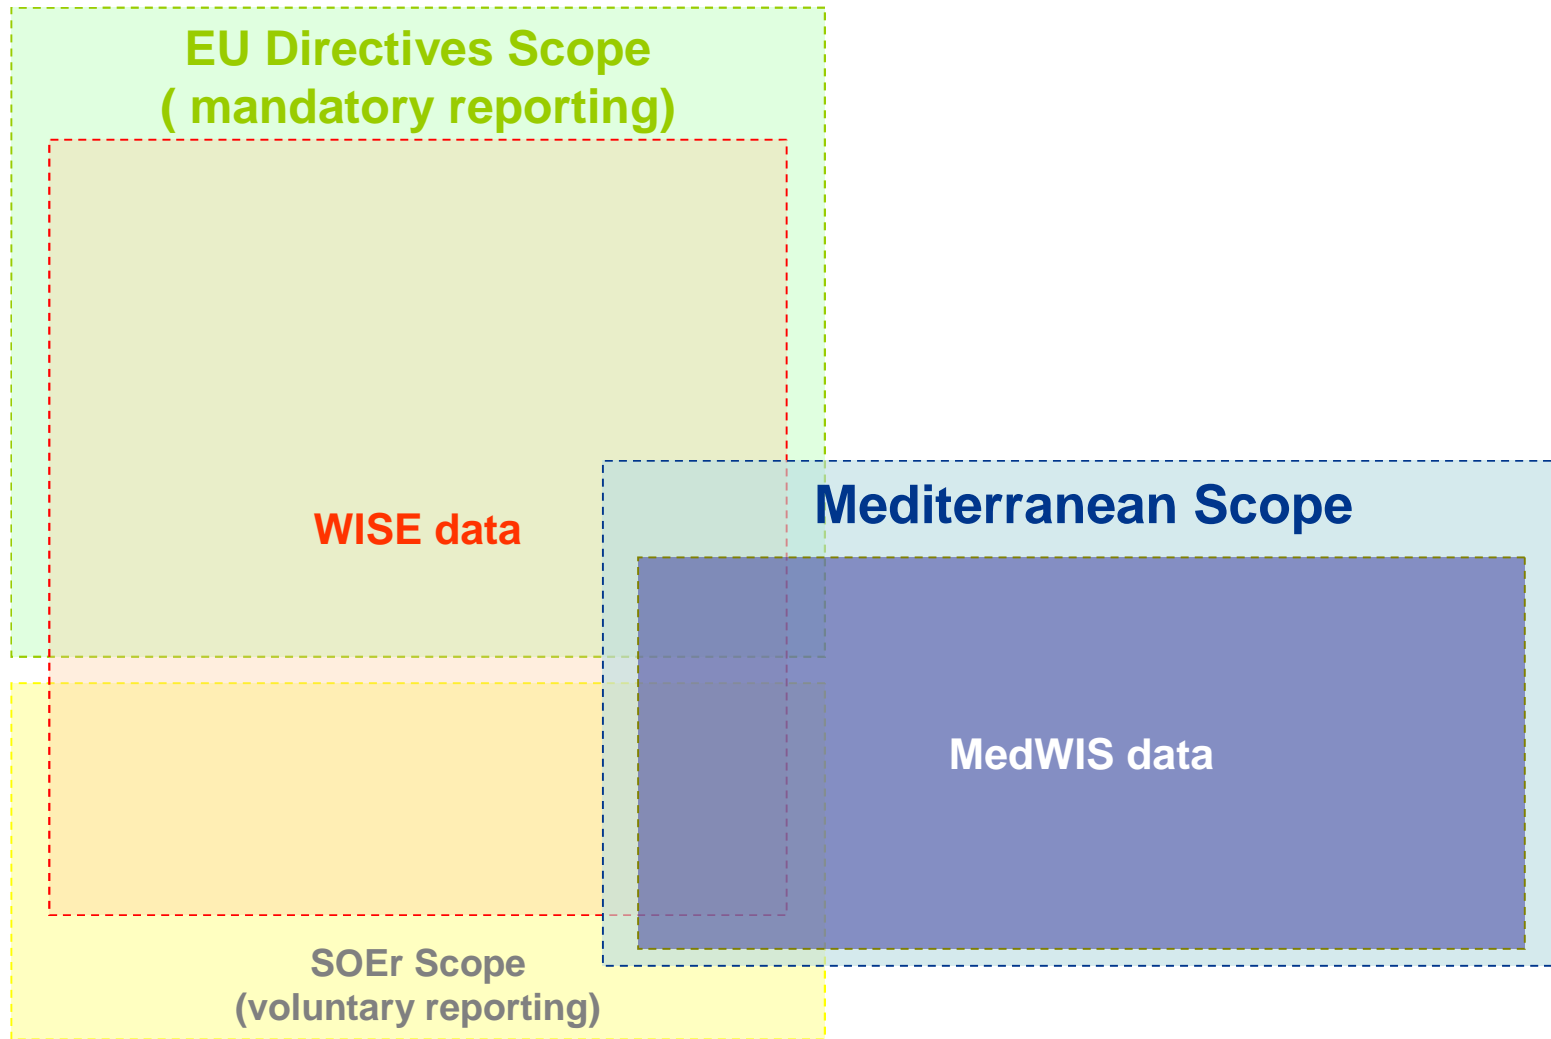 EU Directives Scope
( mandatory reporting)
Mediterranean Scope
WISE data
MedWIS data
SOEr Scope
(voluntary reporting)